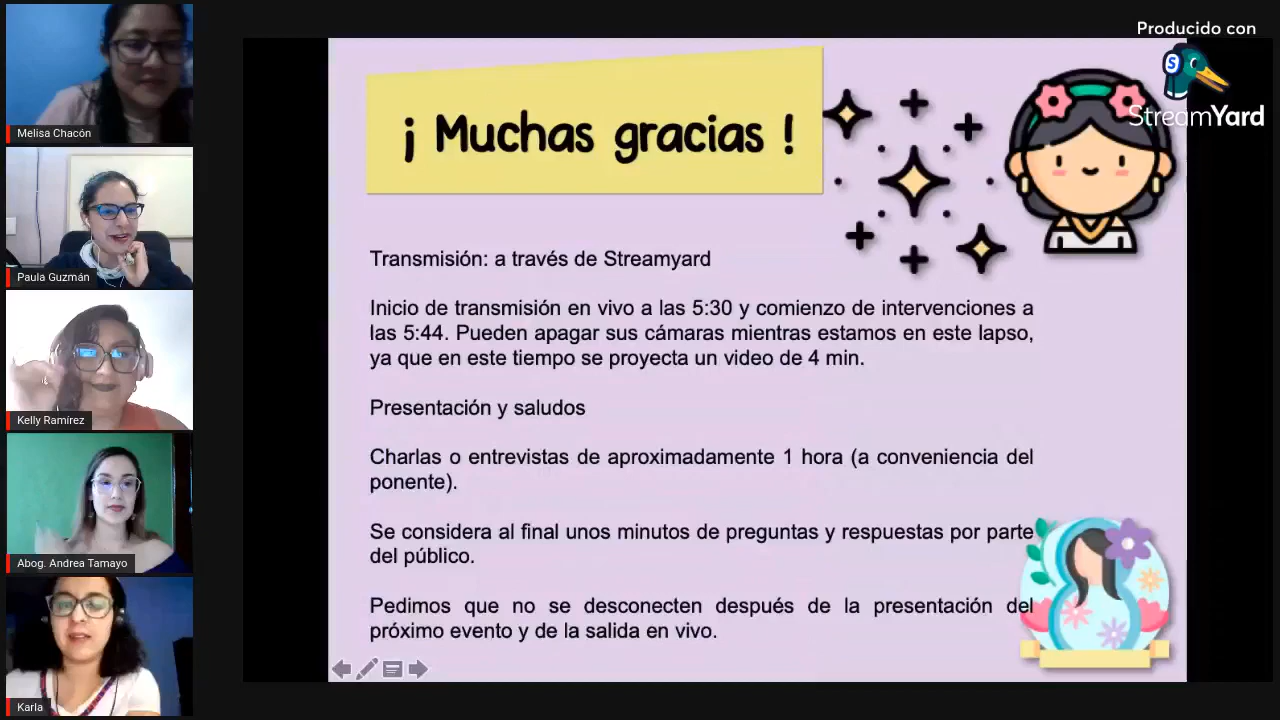 Producido con
StreamYard
Melisa Chacón
Paula Guzmán
Kelly Ramírez
Abog. Andrea Tamayo
Karla
¡ Muchas gracias !
Transmisión: a través de Streamyard
Inicio de transmisión en vivo a las 5:30 y comienzo de intervenciones a
las 5:44. Pueden apagar sus cámaras mientras estamos en este lapso,
ya que en este tiempo se proyecta un video de 4 min.
Presentación y saludos
Charlas o entrevistas de aproximadamente 1 hora (a conveniencia del
ponente).
Se considera al final unos minutos de preguntas y respuestas por parte
del público.
Pedimos que no se desconecten después de la presentación del
próximo evento y de la salida en vivo.